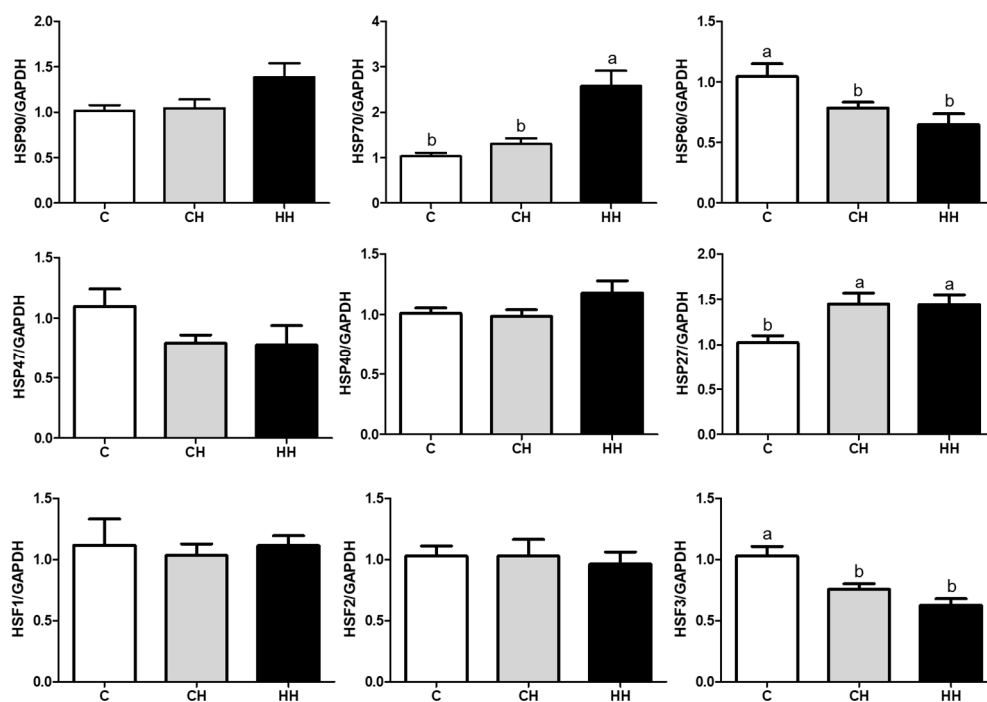 HSP90/GAPDH
2.0
1.5
1.0
0.5
0.0
C CH HH
HSP70/GAPDH
4
3
2
1
0
b b a
C CH HH
HSP60/GAPDH
1.5
1.0
0.5
0.0
a b b
C CH HH
HSP47/GAPDH
1.5
1.0
0.5
0.0
C CH HH
HSP40/GAPDH
1.5
1.0
0.5
0.0
C CH HH
HSP27/GAPDH
2.0
1.5
1.0
0.5
0.0
b a a
C CH HH
HSF1/GAPDH
1.5
1.0
0.5
0.0
C CH HH
HSF2/GAPDH
1.5
1.0
0.5
0.0
C CH HH
HSF3/GAPDH
1.5
1.0
0.5
0.0
a b b
C CH HH